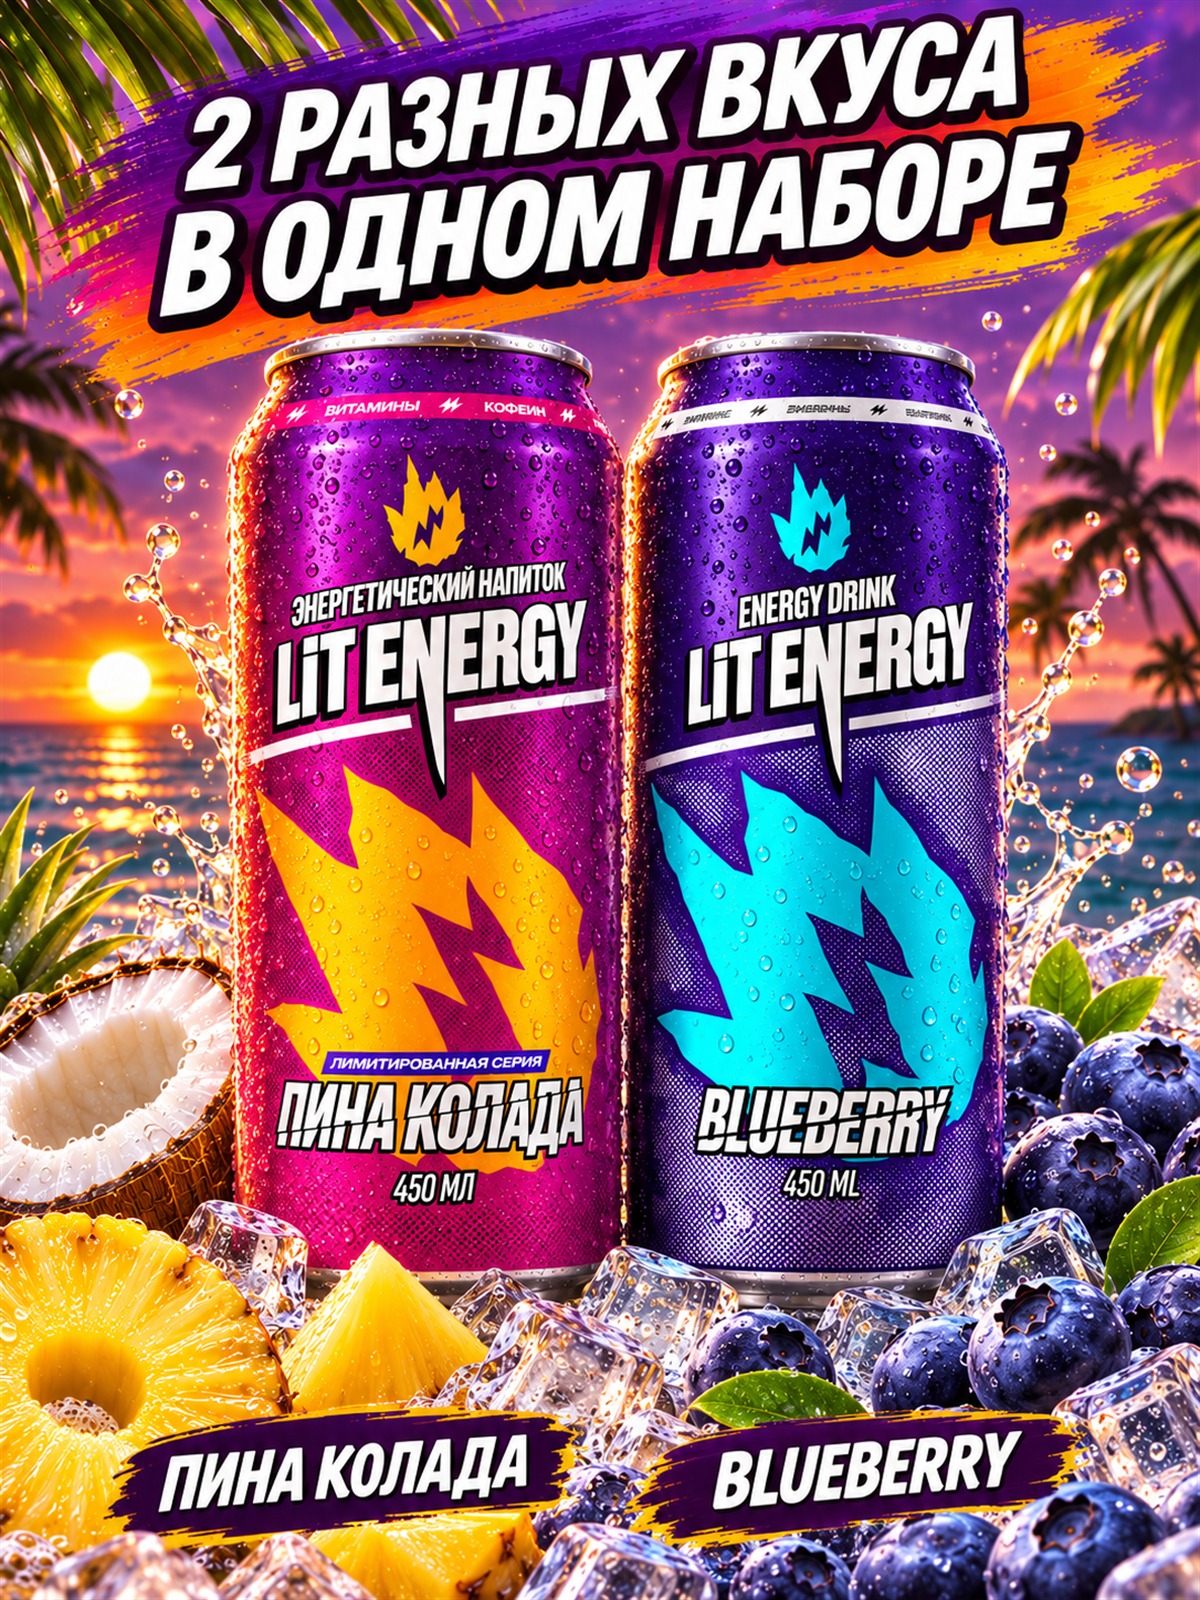 2 РАЗНЫХ ВКУСА
В ОДНОМ НАБОРЕ
ВИТАМИНЫ КОФЕИН
ЭНЕРГЕТИЧЕСКИЙ НАПИТОК
LiT ENERGY
ЛИМИТИРОВАННАЯ СЕРИЯ
ПИНА КОЛАДА
450 МЛ
ENERGY DRINK
LiT ENERGY
BLUEBERRY
450 ML
ПИНА КОЛАДА
BLUEBERRY